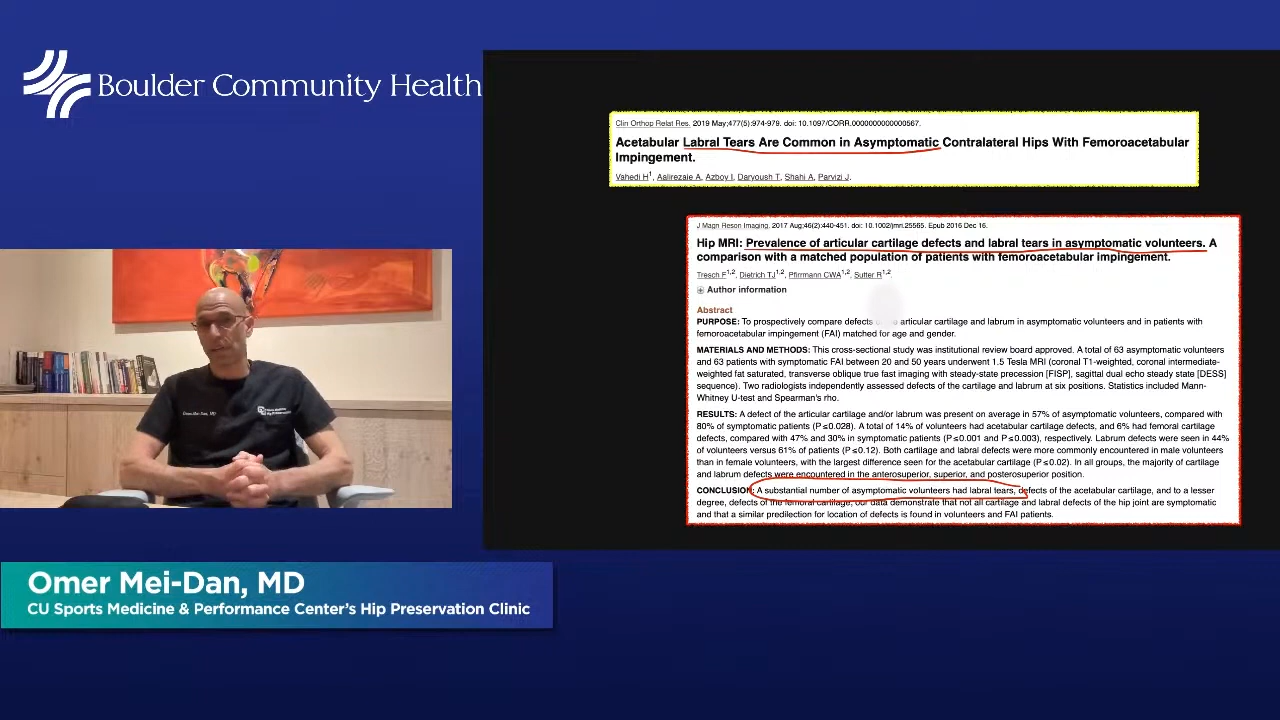 Boulder Community Health
Clin Orthop Relat Res. 2019 May;477(5):974-979. doi: 10.1097/CORR.0000000000000567.
Acetabular Labral Tears Are Common in Asymptomatic Contralateral Hips With Femoroacetabular
Impingement.
Vahedi H1, Aalirezaie A, Azboy I, Daryoush T, Shahi A, Parvizi J.
J Magn Reson Imaging. 2017 Aug;46(2):440-451. doi: 10.1002/jmri.25565. Epub 2016 Dec 16.
Hip MRI: Prevalence of articular cartilage defects and labral tears in asymptomatic volunteers. A
comparison with a matched population of patients with femoroacetabular impingement.
Tresch F1,2, Dietrich TJ1,2, Pfirrmann CWA1,2, Sutter R1,2.
Author information
Abstract
PURPOSE: To prospectively compare defects articular cartilage and labrum in asymptomatic volunteers and in patients with
femoroacetabular impingement (FAI) matched for age and gender.
MATERIALS AND METHODS: This cross-sectional study was institutional review board approved. A total of 63 asymptomatic volunteers
and 63 patients with symptomatic FAI between 20 and 50 years underwent 1.5 Tesla MRI (coronal T1-weighted, coronal intermediate-
weighted fat saturated, transverse oblique true fast imaging with steady-state precession [FISP], sagittal dual echo steady state [DESS]
sequence). Two radiologists independently assessed defects of the cartilage and labrum at six positions. Statistics included Mann-
Whitney U-test and Spearman's rho.
RESULTS: A defect of the articular cartilage and/or labrum was present on average in 57% of asymptomatic volunteers, compared with
80% of symptomatic patients (P≤0.028). A total of 14% of volunteers had acetabular cartilage defects, and 6% had femoral cartilage
defects, compared with 47% and 30% in symptomatic patients (P≤0.001 and P≤0.003), respectively. Labrum defects were seen in 44%
of volunteers versus 61% of patients (P≤0.12). Both cartilage and labral defects were more commonly encountered in male volunteers
than in female volunteers, with the largest difference seen for the acetabular cartilage (P≤0.02). In all groups, the majority of cartilage
and labrum defects were encountered in the anterosuperior, superior, and posterosuperior position.
CONCLUSION: A substantial number of asymptomatic volunteers had labral tears, defects of the acetabular cartilage, and to a lesser
degree, defects of the femoral cartilage; our data demonstrate that not all cartilage and labral defects of the hip joint are symptomatic
and that a similar predilection for location of defects is found in volunteers and FAI patients.
Omer Mei-Dan, MD
Omer Mei-Dan, MD
CU Sports Medicine & Performance Center's Hip Preservation Clinic